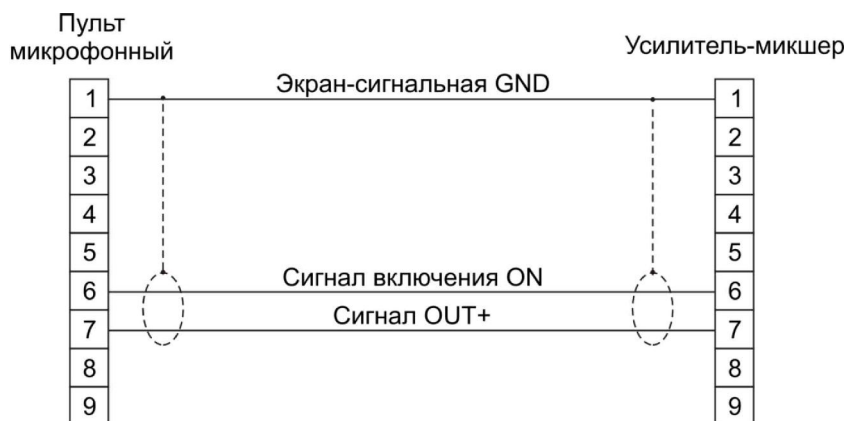 Пульт
микрофонный
Усилитель-микшер
Экран-сигнальная GND
1 1
2 2
3 3
4 4
5 5
Сигнал включения ON
6 6
Сигнал OUT+
7 7
8 8
9 9